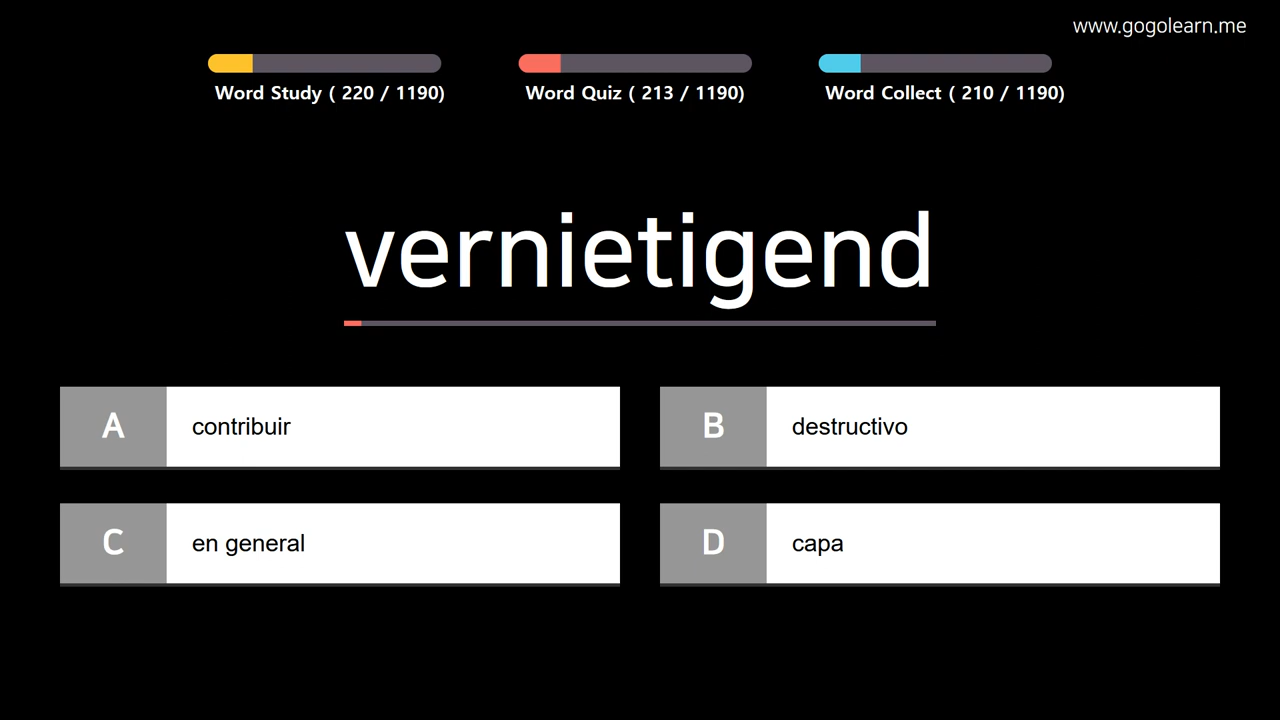 www.gogolearn.me
Word Study ( 220 / 1190)
Word Quiz ( 213 / 1190)
Word Collect ( 210 / 1190)
vernietigend
A
contribuir
B
destructivo
C
en general
D
capa